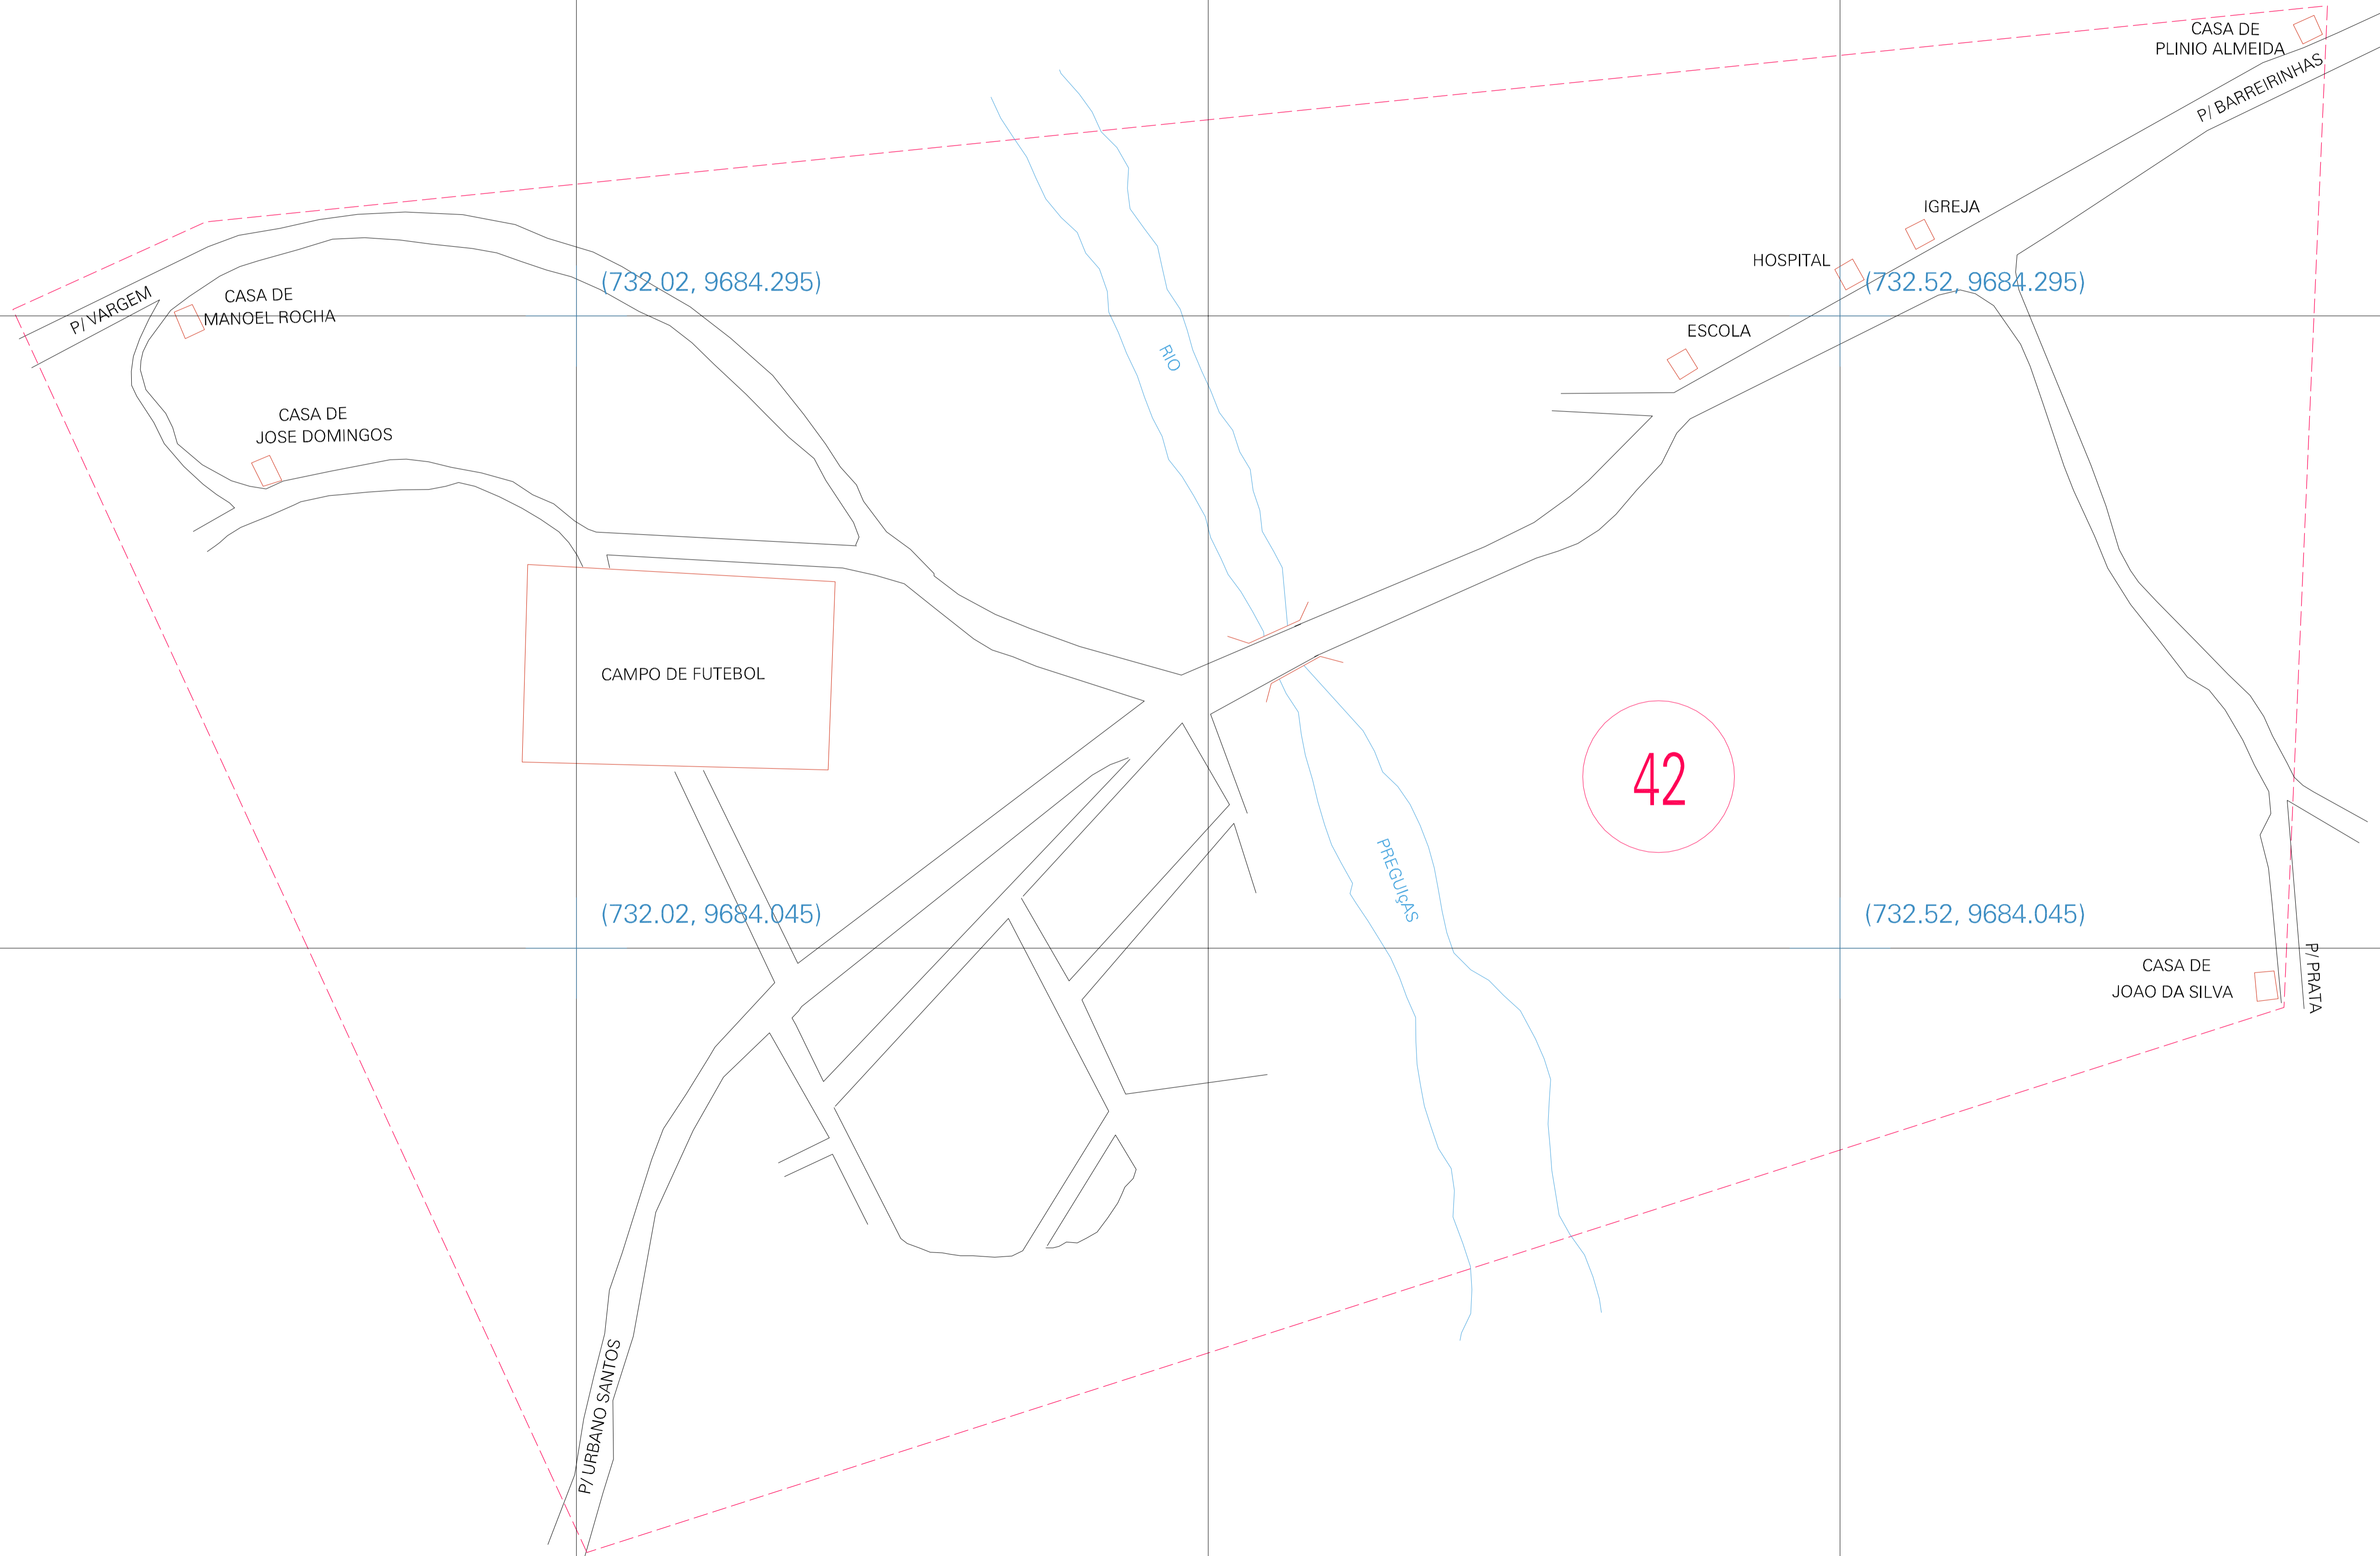 CASA DE
PLINIO ALMEIDA
P/ BARREIRINHAS
IGREJA
HOSPITAL
(732.02, 9684.295)
(732.52, 9684.295)
CASA DE
MANOEL ROCHA
P/ VARGEM
ESCOLA
RIO
CASA DE
JOSE DOMINGOS
CAMPO DE FUTEBOL
42
PREGUIçAS
(732.02, 9684.045)
(732.52, 9684.045)
CASA DE
JOAO DA SILVA
P/ PRATA
P/ URBANO SANTOS